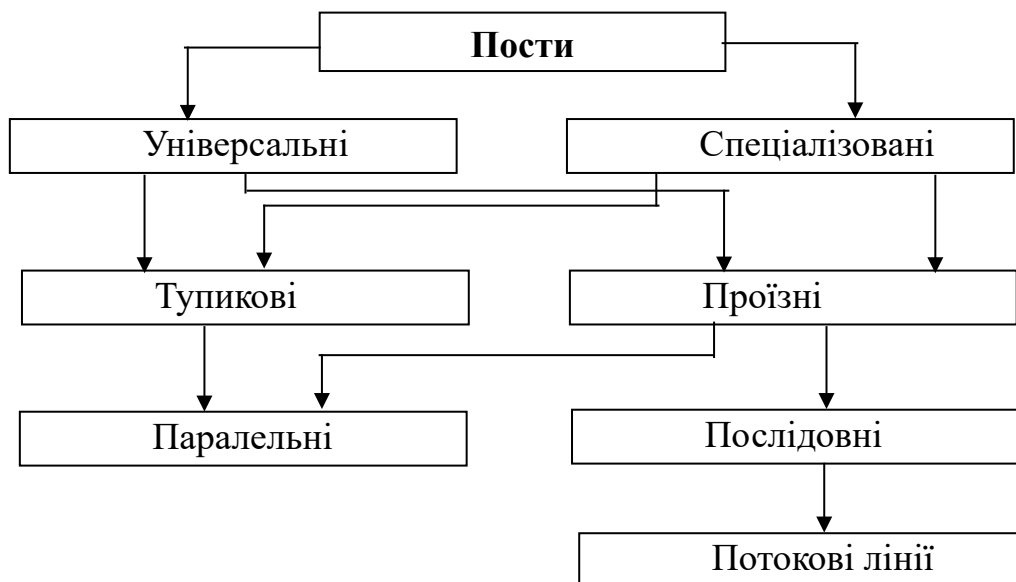 Пости
Універсальні
Спеціалізовані
Тупикові
Проїзні
Паралельні
Послідовні
Потокові лінії